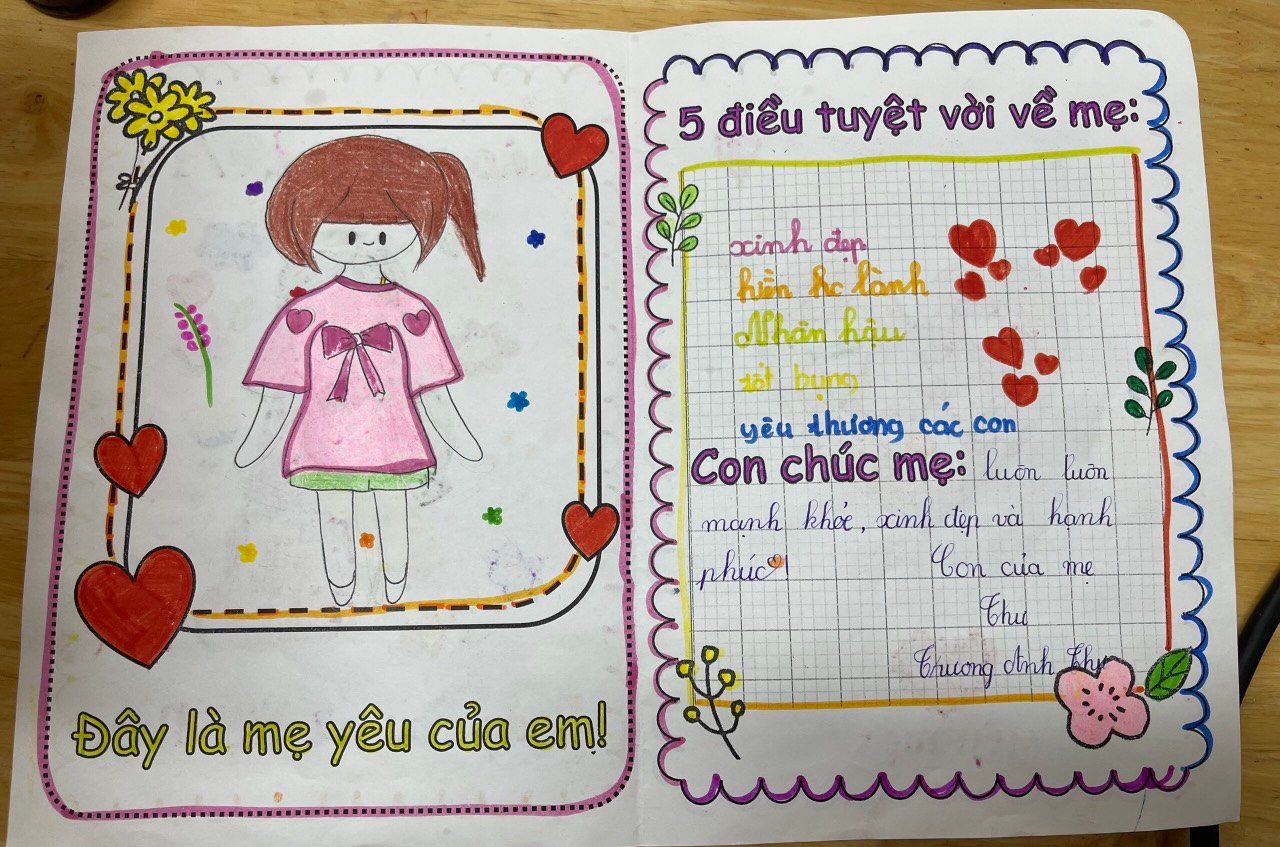 Đây là mẹ yêu của em!
5 điều tuyệt vời về mẹ:
xinh đẹp
hiền lành
Nhân hậu
tốt bụng
yêu thương các con
Con chúc mẹ: luôn luôn
mạnh khỏe, xinh đẹp và hạnh
phúc!
Con của mẹ
Thư
Trương Anh Thư